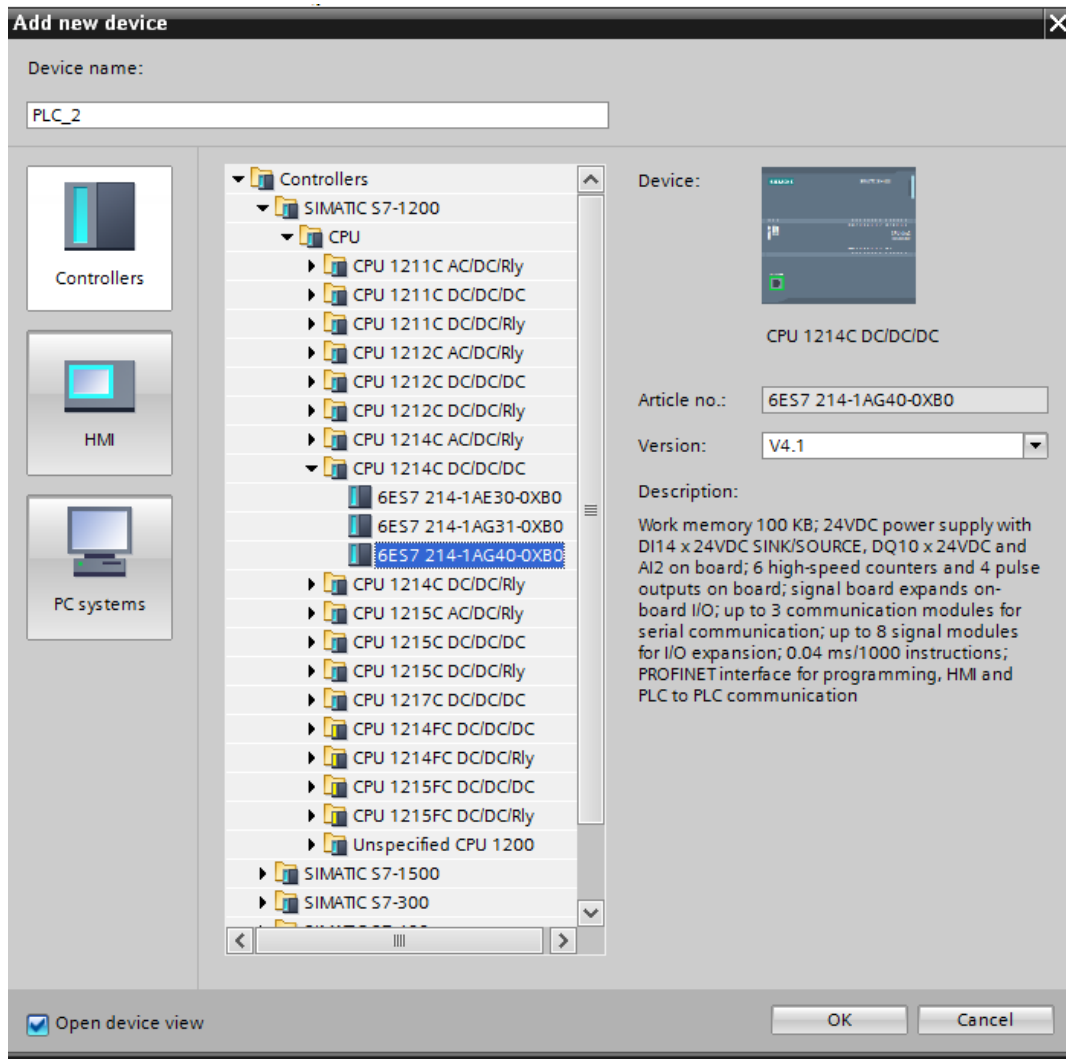 Add new device
Device name:
PLC_2
Controllers
HMI
PC systems
Controllers
SIMATIC S7-1200
CPU
CPU 1211C AC/DC/Rly
CPU 1211C DC/DC/DC
CPU 1211C DC/DC/Rly
CPU 1212C AC/DC/Rly
CPU 1212C DC/DC/DC
CPU 1212C DC/DC/Rly
CPU 1214C AC/DC/Rly
CPU 1214C DC/DC/DC
6ES7 214-1AE30-0XB0
6ES7 214-1AG31-0XB0
6ES7 214-1AG40-0XB0
CPU 1214C DC/DC/Rly
CPU 1215C AC/DC/Rly
CPU 1215C DC/DC/DC
CPU 1215C DC/DC/Rly
CPU 1217C DC/DC/DC
CPU 1214FC DC/DC/DC
CPU 1214FC DC/DC/Rly
CPU 1215FC DC/DC/DC
CPU 1215FC DC/DC/Rly
Unspecified CPU 1200
SIMATIC S7-1500
SIMATIC S7-300
Device:
CPU 1214C DC/DC/DC
Article no.:
6ES7 214-1AG40-0XB0
Version:
V4.1
Description:
Work memory 100 KB; 24VDC power supply with
DI14 x 24VDC SINK/SOURCE, DQ10 x 24VDC and
AI2 on board; 6 high-speed counters and 4 pulse
outputs on board; signal board expands on-
board I/O; up to 3 communication modules for
serial communication; up to 8 signal modules
for I/O expansion; 0.04 ms/1000 instructions;
PROFINET interface for programming, HMI and
PLC to PLC communication
Open device view
OK
Cancel